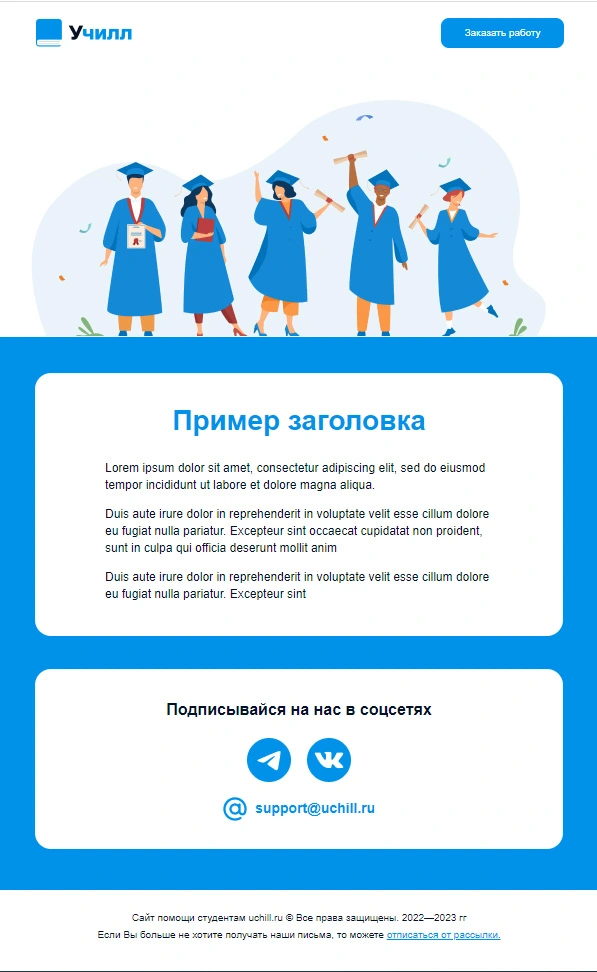 Училл
Заказать работу
Пример заголовка
Lorem ipsum dolor sit amet, consectetur adipiscing elit, sed do eiusmod
tempor incididunt ut labore et dolore magna aliqua.
Duis aute irure dolor in reprehenderit in voluptate velit esse cillum dolore
eu fugiat nulla pariatur. Excepteur sint occaecat cupidatat non proident,
sunt in culpa qui officia deserunt mollit anim
Duis aute irure dolor in reprehenderit in voluptate velit esse cillum dolore
eu fugiat nulla pariatur. Excepteur sint
Подписывайся на нас в соцсетях
@ support@uchill.ru
Сайт помощи студентам uchill.ru © Все права защищены. 2022—2023 гг
Если Вы больше не хотите получать наши письма, то можете отписаться от рассылки.